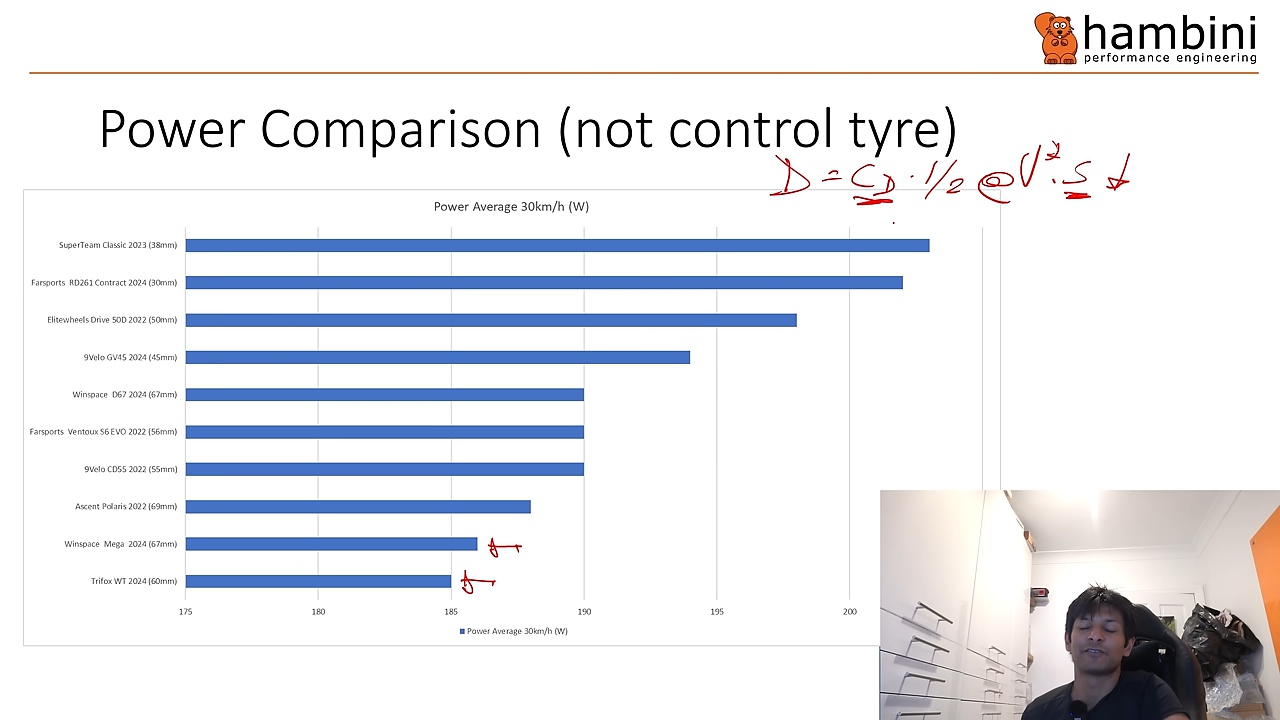 hambini
performance engineering
Power Comparison (not control tyre)
D = CD · 1/2 ρV² · S
Power Average 30km/h (W)
SuperTeam Classic 2023 (38mm)
Farsports RD261 Contract 2024 (30mm)
Elitewheels Drive 50D 2022 (50mm)
9Velo GV45 2024 (45mm)
Winspace D67 2024 (67mm)
Farsports Ventoux S6 EVO 2022 (56mm)
9Velo CD55 2022 (55mm)
Ascent Polaris 2022 (69mm)
Winspace Mega 2024 (67mm)
Trifox WT 2024 (60mm)
175 180 185 190 195 200
Power Average 30km/h (W)